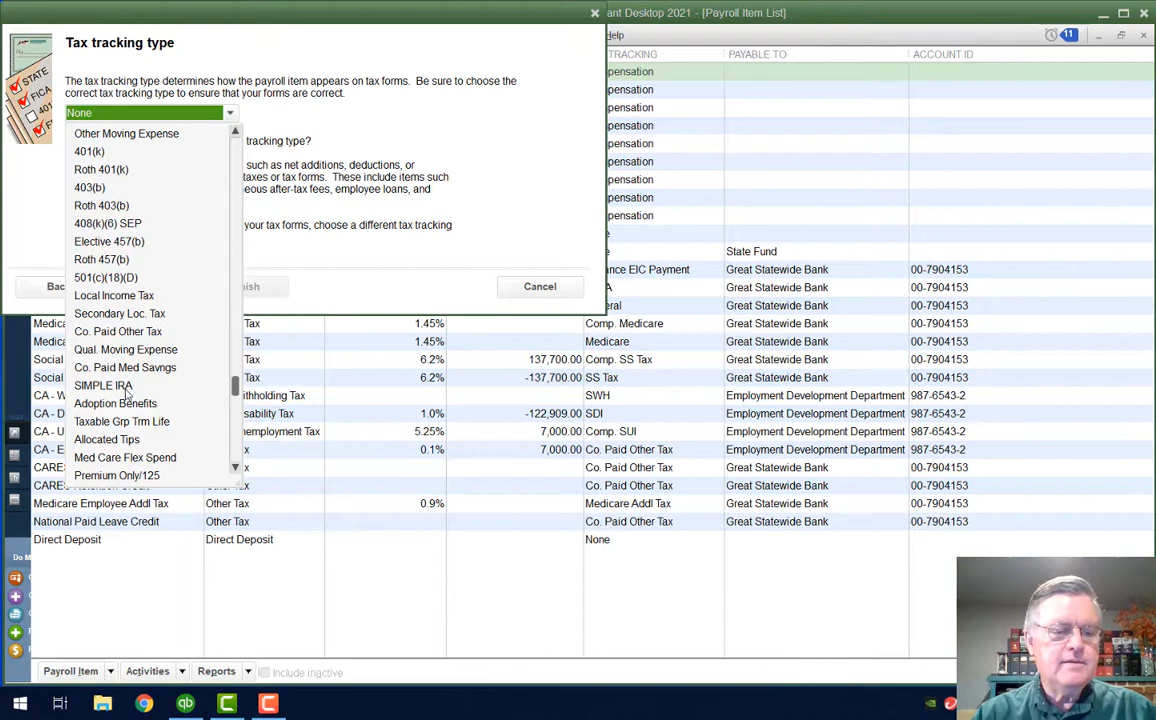 ant Desktop 2021 - [Payroll Item List]
Help
11
Tax tracking type
The tax tracking type determines how the payroll item appears on tax forms. Be sure to choose the
correct tax tracking type to ensure that your forms are correct.
None
tracking type?
such as net additions, deductions, or
taxes or tax forms. These include items such
eous after-tax fees, employee loans, and
your tax forms, choose a different tax tracking
Bac
ish
Cancel
STATE
FICA
401
Other Moving Expense
401(k)
Roth 401(k)
403(b)
Roth 403(b)
408(k)(6) SEP
Elective 457(b)
Roth 457(b)
501(c)(18)(D)
Local Income Tax
Secondary Loc. Tax
Co. Paid Other Tax
Qual. Moving Expense
Co. Paid Med Savngs
SIMPLE IRA
Adoption Benefits
Taxable Grp Trm Life
Allocated Tips
Med Care Flex Spend
Premium Only/125
TRACKING PAYABLE TO ACCOUNT ID
pensation
pensation
pensation
pensation
pensation
pensation
pensation
pensation
pensation
e
e State Fund
ance EIC Payment Great Statewide Bank 00-7904153
A Great Statewide Bank 00-7904153
eral Great Statewide Bank 00-7904153
Medic Tax 1.45% Comp. Medicare Great Statewide Bank 00-7904153
Medic Tax 1.45% Medicare Great Statewide Bank 00-7904153
Social Tax 6.2% 137,700.00 Comp. SS Tax Great Statewide Bank 00-7904153
Social Tax 6.2% -137,700.00 SS Tax Great Statewide Bank 00-7904153
CA - W ithholding Tax SWH Employment Development Department 987-6543-2
CA - D sability Tax 1.0% -122,909.00 SDI Employment Development Department 987-6543-2
CA - U nemployment Tax 5.25% 7,000.00 Comp. SUI Employment Development Department 987-6543-2
CA - E Tax 0.1% 7,000.00 Co. Paid Other Tax Employment Development Department 987-6543-2
CARE Tax Co. Paid Other Tax Great Statewide Bank 00-7904153
Co. Paid Other Tax Great Statewide Bank 00-7904153
Medicare Employee Addl Tax Other Tax 0.9% Medicare Addl Tax Great Statewide Bank 00-7904153
National Paid Leave Credit Other Tax Co. Paid Other Tax Great Statewide Bank 00-7904153
Direct Deposit Direct Deposit None
Do M
Payroll Item Activities Reports Include inactive
qb